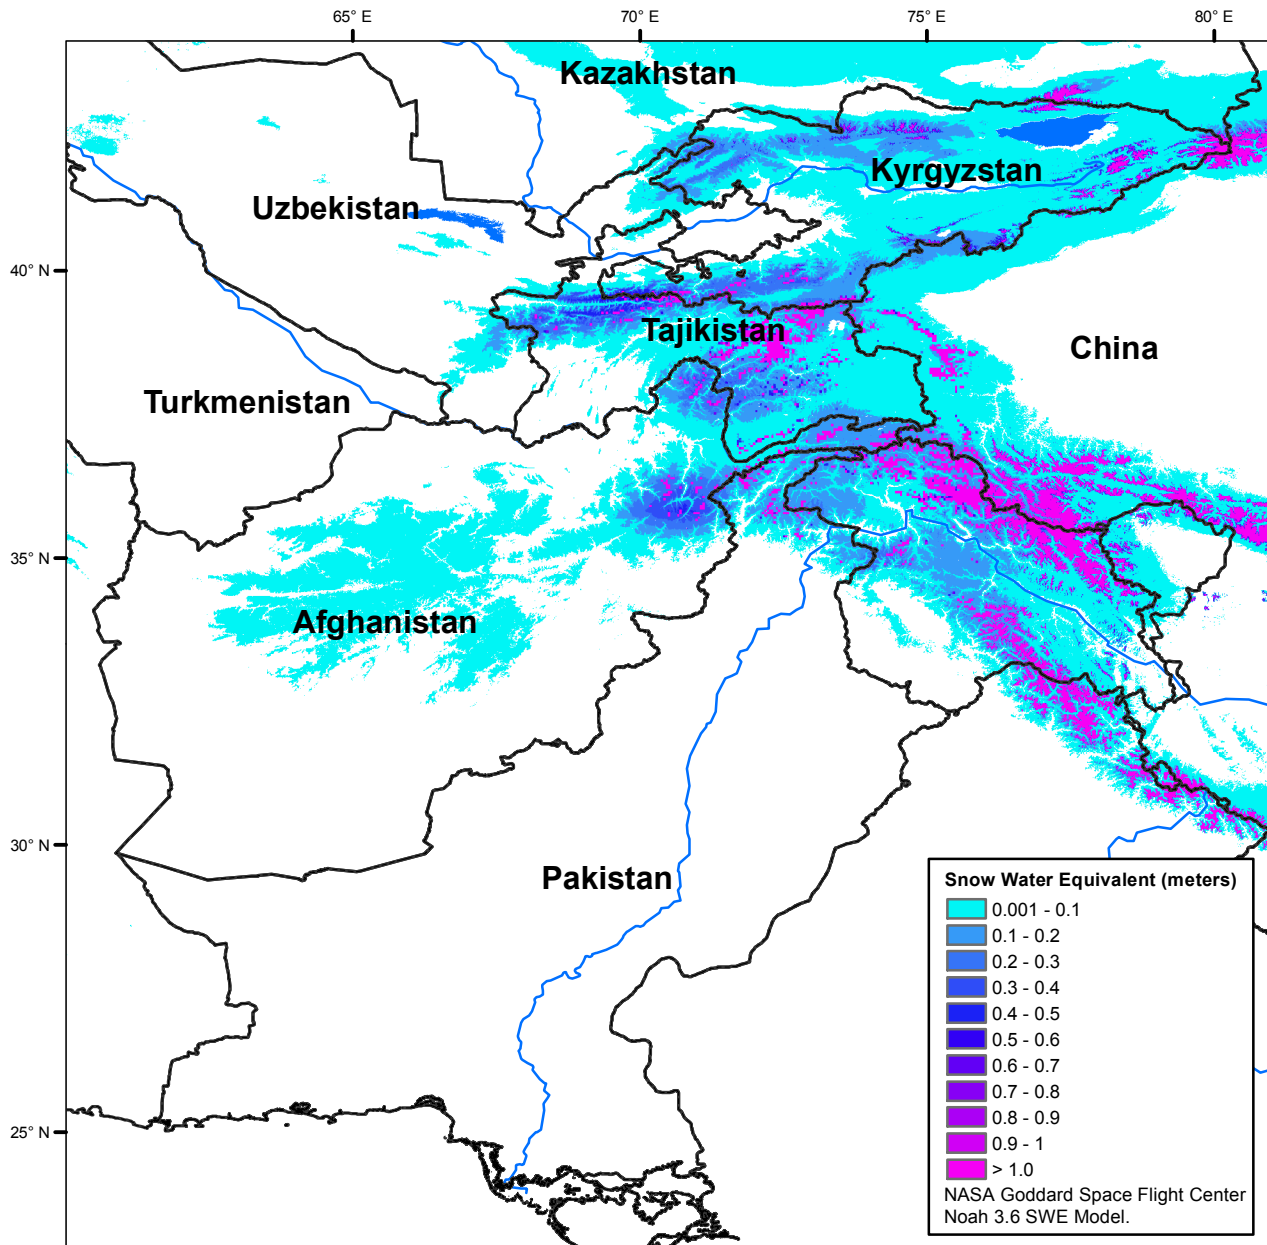 65° E
70° E
75° E
80° E
Kazakhstan
Kyrgyzstan
Uzbekistan
40° N
Tajikistan
China
Turkmenistan
35° N
Afghanistan
30° N
Pakistan
25° N
Snow Water Equivalent (meters)
0.001 - 0.1
0.1 - 0.2
0.2 - 0.3
0.3 - 0.4
0.4 - 0.5
0.5 - 0.6
0.6 - 0.7
0.7 - 0.8
0.8 - 0.9
0.9 - 1
> 1.0
NASA Goddard Space Flight Center
Noah 3.6 SWE Model.